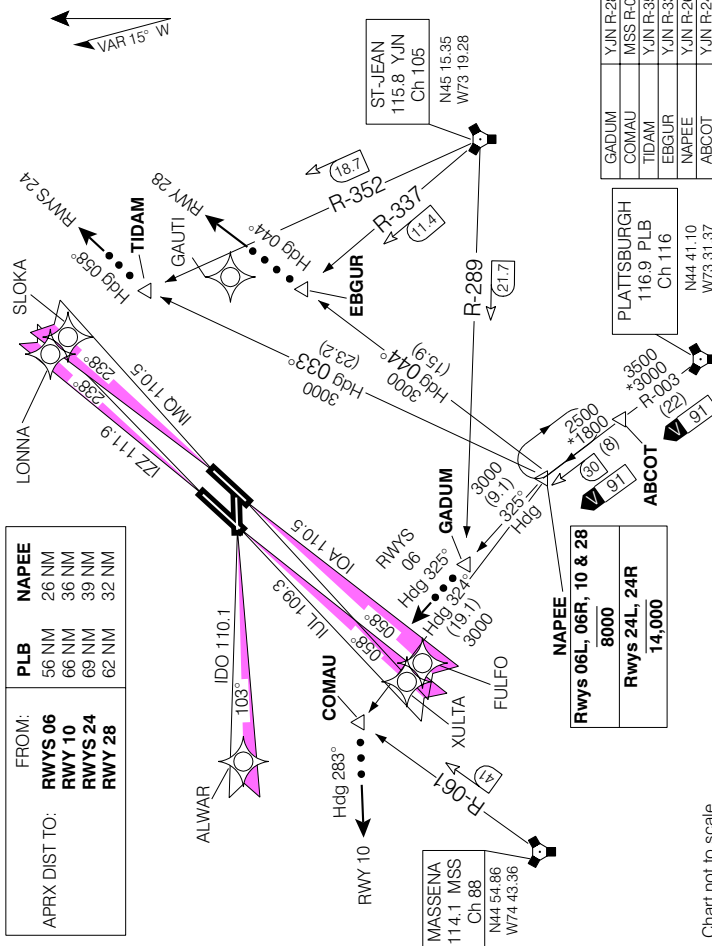 FROM: PLB NAPEE
APRX DIST TO:
RWYS 06 56 NM 26 NM
RWY 10 66 NM 36 NM
RWYS 24 69 NM 39 NM
RWY 28 62 NM 32 NM
VAR 15° W
LONNA
SLOKA
238°
238°
IZZ 111.9
IMQ 110.5
RWYS 24
Hdg 058°
TIDAM
GAUTI
RWY 28
Hdg 044°
EBGUR
ST-JEAN
115.8 YJN
Ch 105
N45 15.35
W73 19.28
18.7
R-352
R-337
11.4
R-289
21.7
ALWAR
IDO 110.1
103°
IUL 109.3
IOA 110.5
058°
058°
XULTA
FULFO
COMAU
Hdg 283°
RWY 10
RWYS
06
Hdg 325°
Hdg 324°
(19.1)
3000
GADUM
3000
(9.1)
325°
Hdg
Hdg 033°
3000
(23.2)
Hdg 044°
3000
(15.9)
R-061
41
MASSENA
114.1 MSS
Ch 88
N44 54.86
W74 43.36
NAPEE
Rwys 06L, 06R, 10 & 28
8000
Rwys 24L, 24R
14,000
2500
*1800
(8)
30
V 91
ABCOT
3500
*3000
R-003
(22)
V 91
PLATTSBURGH
116.9 PLB
Ch 116
N44 41.10
W73 31.37
GADUM YJN
COMAU MSS
TIDAM YJN
EBGUR YJN
NAPEE YJN
ABCOT YJN
Chart not to scale